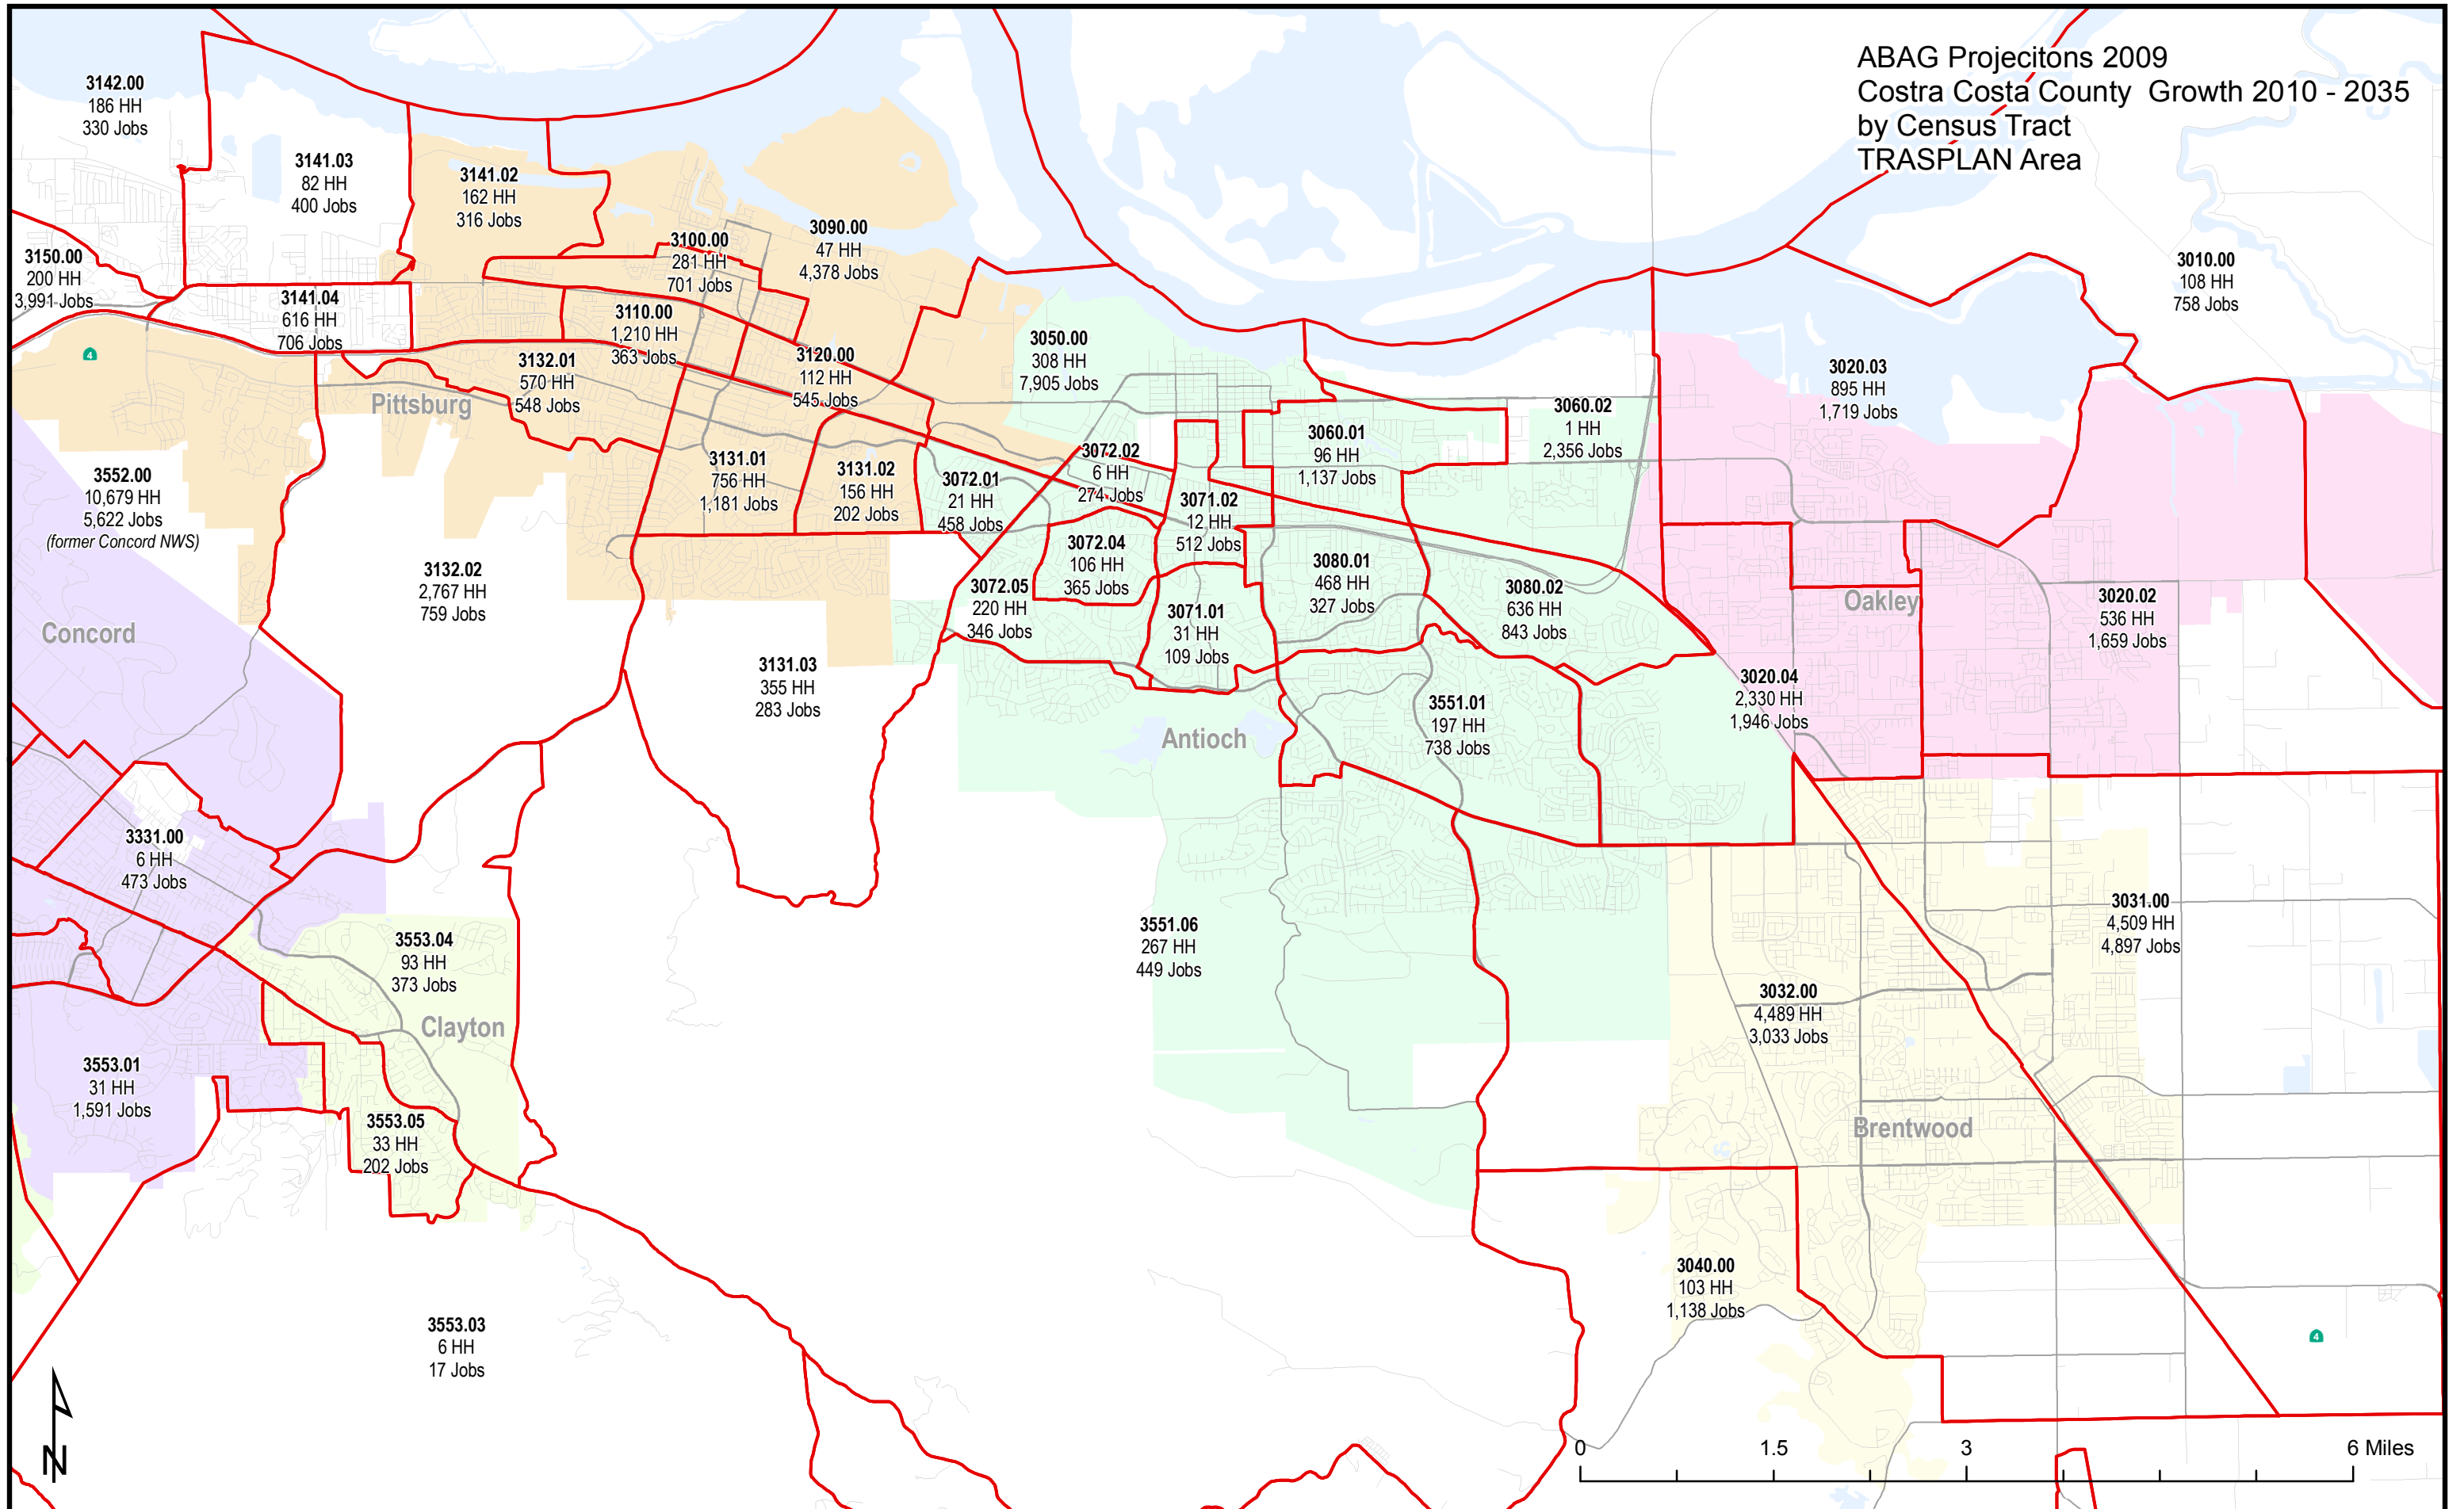 ABAG Projecitons 2009
Costra Costa County Growth 2010 - 2035
by Census Tract
TRASPLAN Area
3142.00
186 HH
330 Jobs
3141.03
82 HH
400 Jobs
3141.02
162 HH
316 Jobs
3150.00
200 HH
3,991 Jobs
3141.04
616 HH
706 Jobs
3100.00
281 HH
701 Jobs
3090.00
47 HH
4,378 Jobs
3110.00
1,210 HH
363 Jobs
3120.00
112 HH
545 Jobs
3132.01
570 HH
548 Jobs
Pittsburg
4
3050.00
308 HH
7,905 Jobs
3010.00
108 HH
758 Jobs
3020.03
895 HH
1,719 Jobs
3060.02
1 HH
2,356 Jobs
3060.01
96 HH
1,137 Jobs
3552.00
10,679 HH
5,622 Jobs
(former Concord NWS)
3131.01
756 HH
1,181 Jobs
3131.02
156 HH
202 Jobs
3072.01
21 HH
458 Jobs
3072.02
6 HH
274 Jobs
3071.02
12 HH
512 Jobs
3072.04
106 HH
365 Jobs
3080.01
468 HH
327 Jobs
3080.02
636 HH
843 Jobs
3132.02
2,767 HH
759 Jobs
3072.05
220 HH
346 Jobs
3071.01
31 HH
109 Jobs
Oakley
3020.02
536 HH
1,659 Jobs
Concord
3131.03
355 HH
283 Jobs
3020.04
2,330 HH
1,946 Jobs
3551.01
197 HH
738 Jobs
Antioch
3331.00
6 HH
473 Jobs
3553.04
93 HH
373 Jobs
Clayton
3551.06
267 HH
449 Jobs
3031.00
4,509 HH
4,897 Jobs
3032.00
4,489 HH
3,033 Jobs
3553.01
31 HH
1,591 Jobs
3553.05
33 HH
202 Jobs
Brentwood
3040.00
103 HH
1,138 Jobs
3553.03
6 HH
17 Jobs
4
N
0 1.5 3 6 Miles